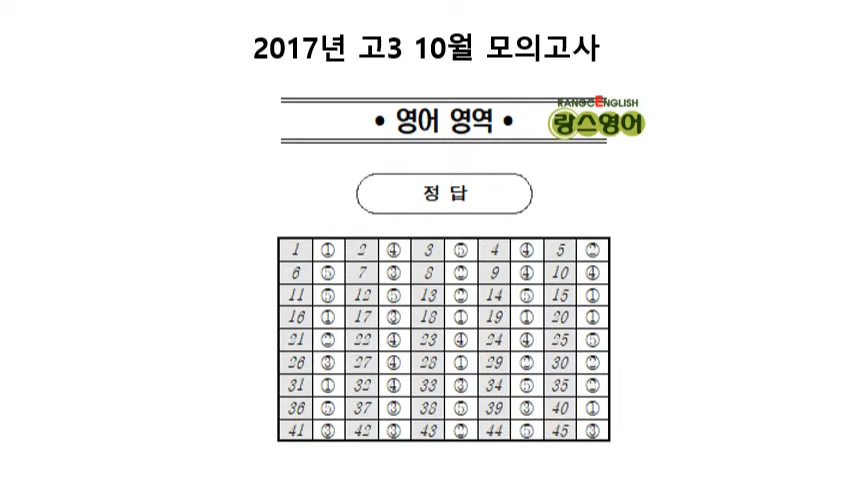 2017년 고3 10월 모의고사
RANGCENGLISH
• 영어 영역 •
랑스영어
정 답
1 ① 2 ④ 3 ⑤ 4 ④ 5 ②
6 ⑤ 7 ③ 8 ② 9 ④ 10 ④
11 ⑤ 12 ⑤ 13 ② 14 ⑤ 15 ①
16 ① 17 ③ 18 ① 19 ① 20 ①
21 ② 22 ④ 23 ④ 24 ④ 25 ⑤
26 ③ 27 ④ 28 ① 29 ② 30 ②
31 ① 32 ④ 33 ③ 34 ⑤ 35 ②
36 ⑤ 37 ③ 38 ⑤ 39 ③ 40 ①
41 ③ 42 ③ 43 ② 44 ⑤ 45 ③